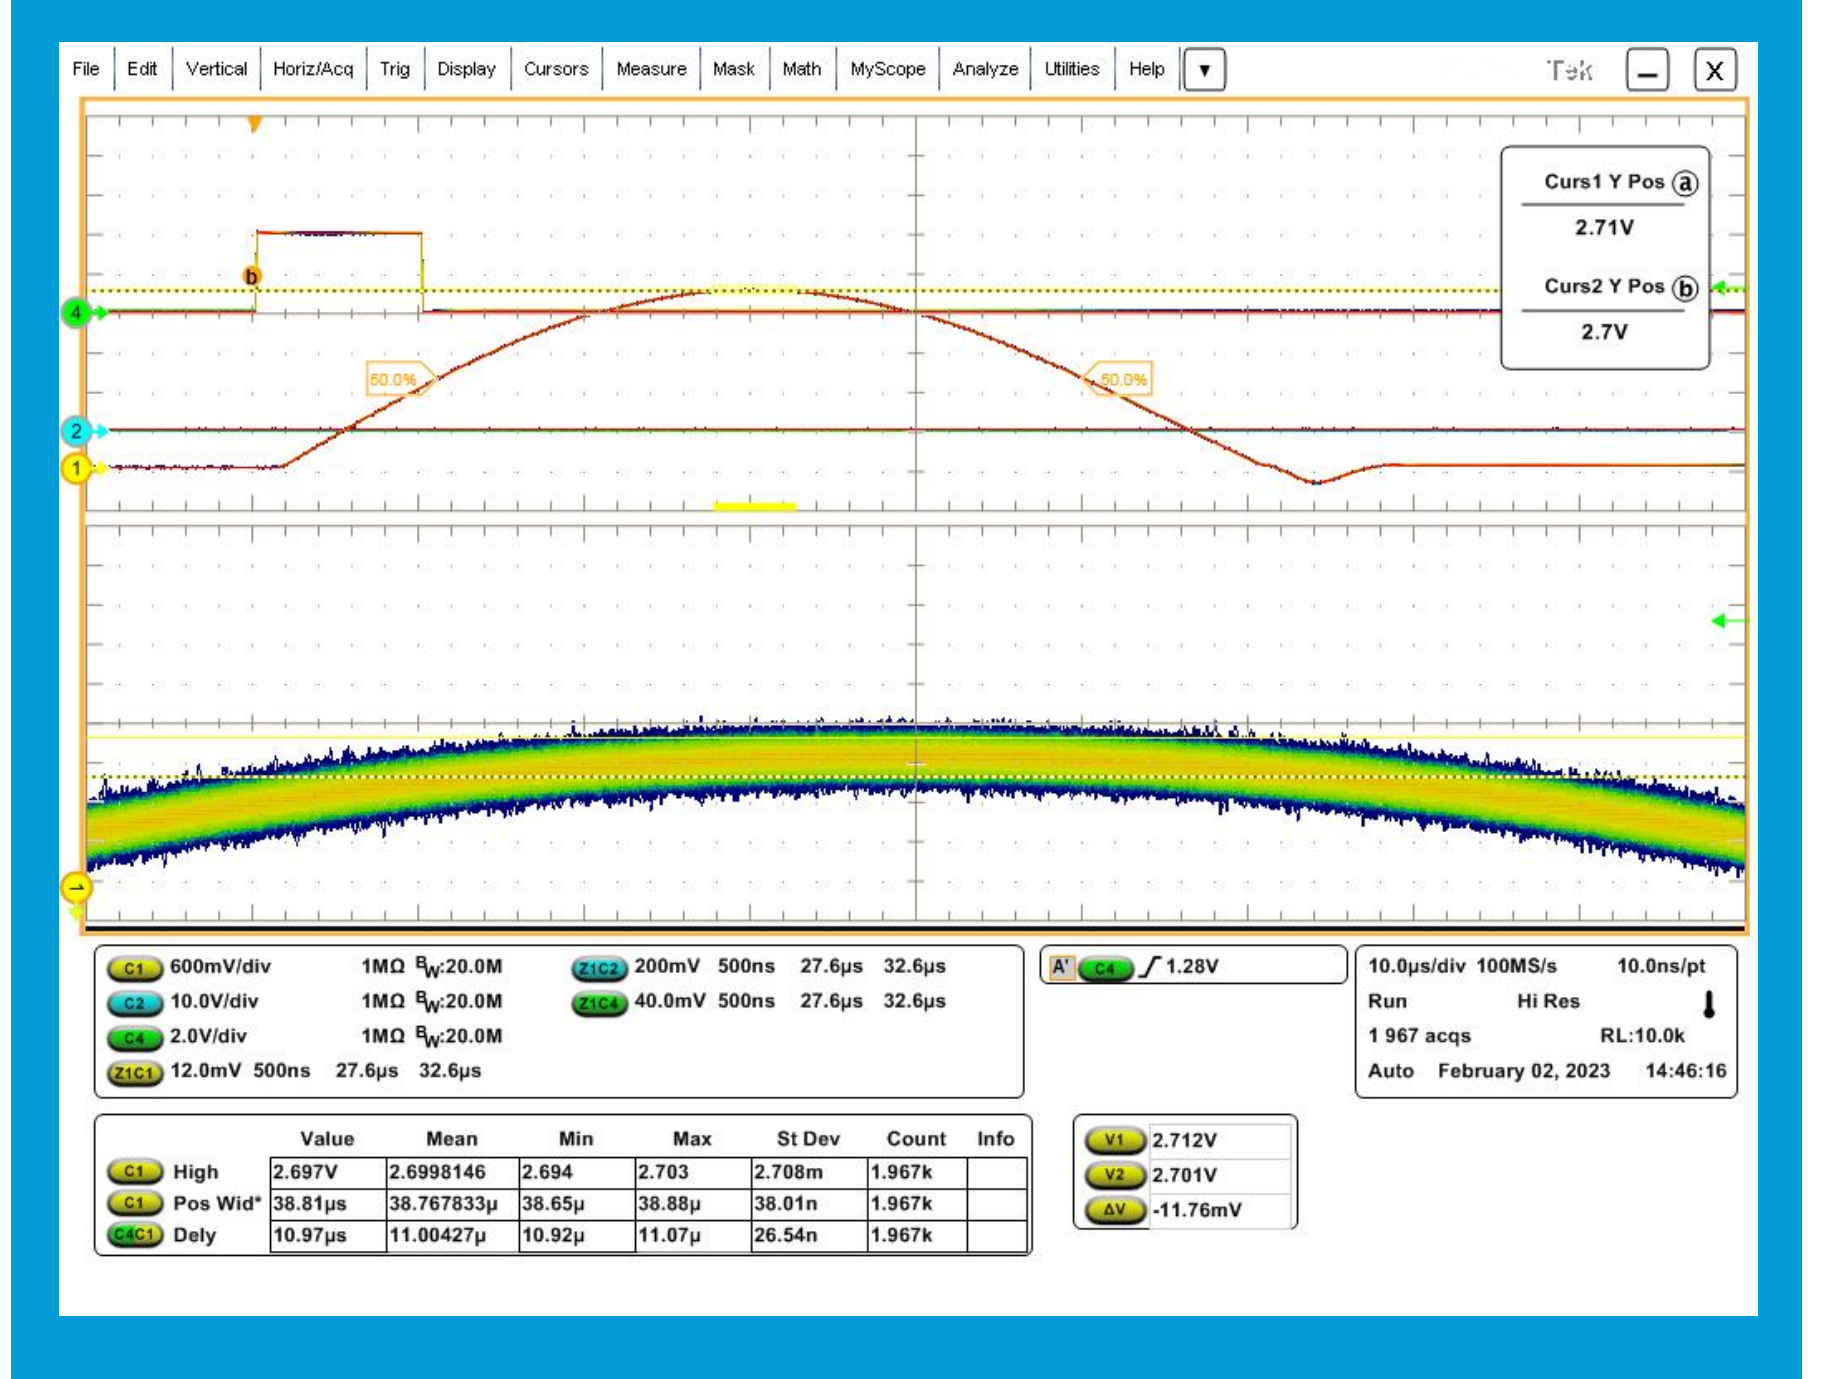 File Edit Vertical Horiz/Acq Trig Display Cursors Measure Mask Math MyScope Analyze Utilities Help Tek X
Curs1 Y Pos a
2.71V
Curs2 Y Pos b
2.7V
b
4
50.0% 50.0%
2
1
1
C1 600mV/div 1MΩ BW:20.0M
C2 10.0V/div 1MΩ BW:20.0M
C4 2.0V/div 1MΩ BW:20.0M
Z1C1 12.0mV 500ns 27.6µs 32.6µs
Z1C2 200mV 500ns 27.6µs 32.6µs
Z1C4 40.0mV 500ns 27.6µs 32.6µs
A' C4 1.28V
10.0µs/div 100MS/s 10.0ns/pt
Run Hi Res
1 967 acqs RL:10.0k
Auto February 02, 2023 14:46:16
Value Mean Min Max St Dev Count Info
C1 High 2.697V 2.6998146 2.694 2.703 2.708m 1.967k
C1 Pos Wid* 38.81µs 38.767833µ 38.65µ 38.88µ 38.01n 1.967k
C4C1 Dely 10.97µs 11.00427µ 10.92µ 11.07µ 26.54n 1.967k
V1 2.712V
V2 2.701V
ΔV -11.76mV